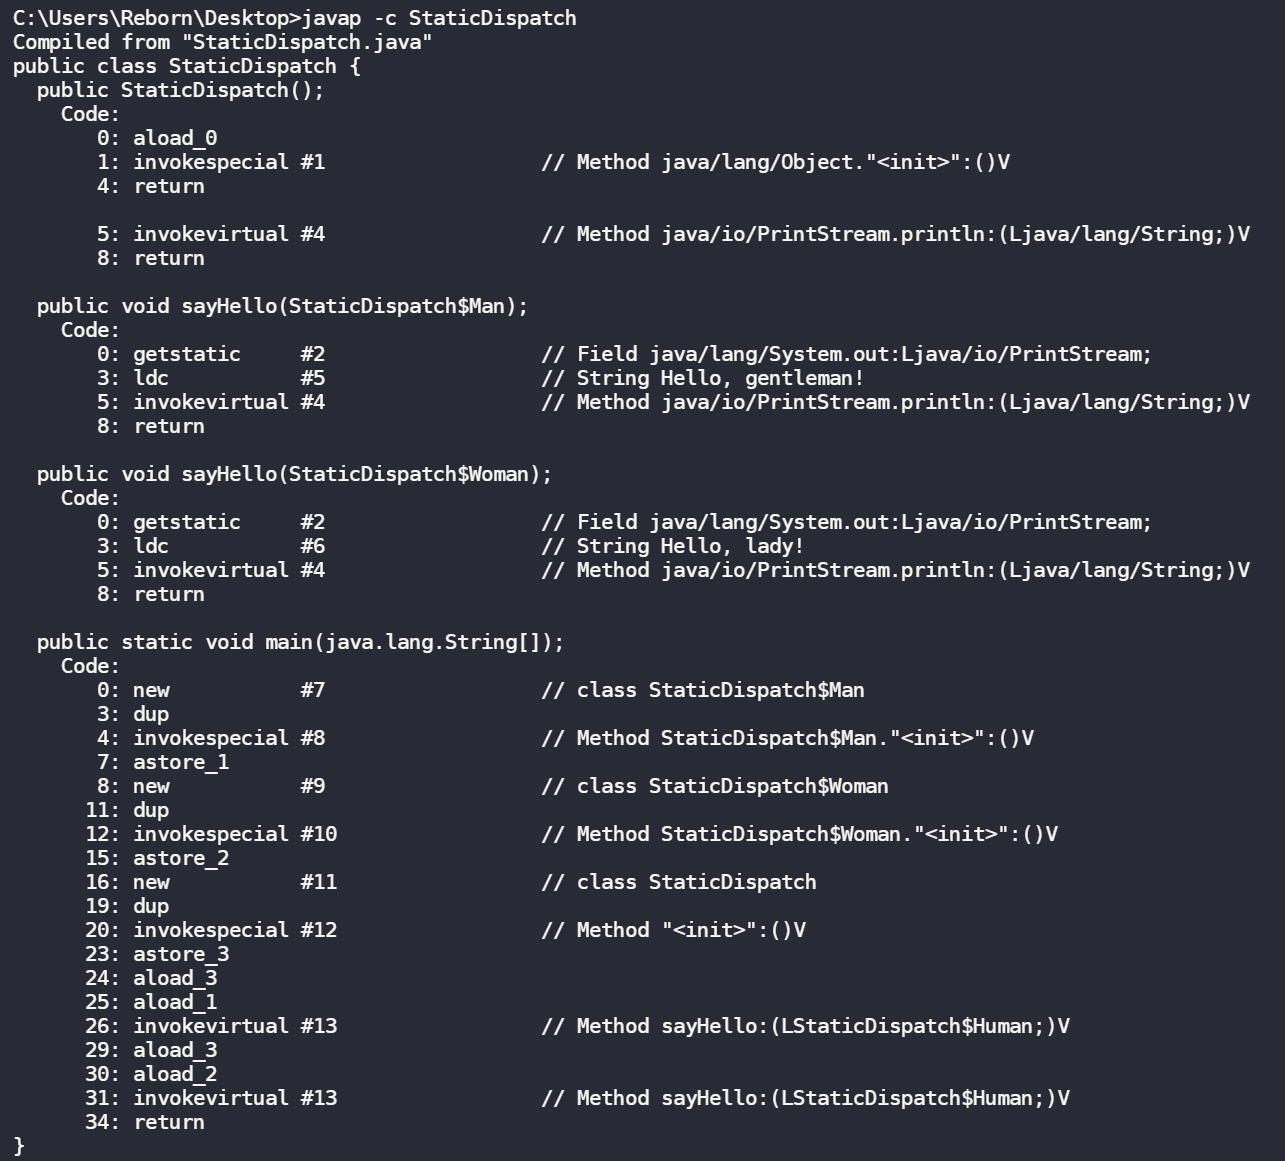 C:\Users\Reborn\Desktop>javap -c StaticDispatch
Compiled from "StaticDispatch.java"
public class StaticDispatch {
  public StaticDispatch();
    Code:
       0: aload_0
       1: invokespecial #1                  // Method java/lang/Object."<init>":()V
       4: return

       5: invokevirtual #4                  // Method java/io/PrintStream.println:(Ljava/lang/String;)V
       8: return

  public void sayHello(StaticDispatch$Man);
    Code:
       0: getstatic     #2                  // Field java/lang/System.out:Ljava/io/PrintStream;
       3: ldc           #5                  // String Hello, gentleman!
       5: invokevirtual #4                  // Method java/io/PrintStream.println:(Ljava/lang/String;)V
       8: return

  public void sayHello(StaticDispatch$Woman);
    Code:
       0: getstatic     #2                  // Field java/lang/System.out:Ljava/io/PrintStream;
       3: ldc           #6                  // String Hello, lady!
       5: invokevirtual #4                  // Method java/io/PrintStream.println:(Ljava/lang/String;)V
       8: return

  public static void main(java.lang.String[]);
    Code:
       0: new           #7                  // class StaticDispatch$Man
       3: dup
       4: invokespecial #8                  // Method StaticDispatch$Man."<init>":()V
       7: astore_1
       8: new           #9                  // class StaticDispatch$Woman
      11: dup
      12: invokespecial #10                 // Method StaticDispatch$Woman."<init>":()V
      15: astore_2
      16: new           #11                 // class StaticDispatch
      19: dup
      20: invokespecial #12                 // Method "<init>":()V
      23: astore_3
      24: aload_3
      25: aload_1
      26: invokevirtual #13                 // Method sayHello:(LStaticDispatch$Human;)V
      29: aload_3
      30: aload_2
      31: invokevirtual #13                 // Method sayHello:(LStaticDispatch$Human;)V
      34: return
}